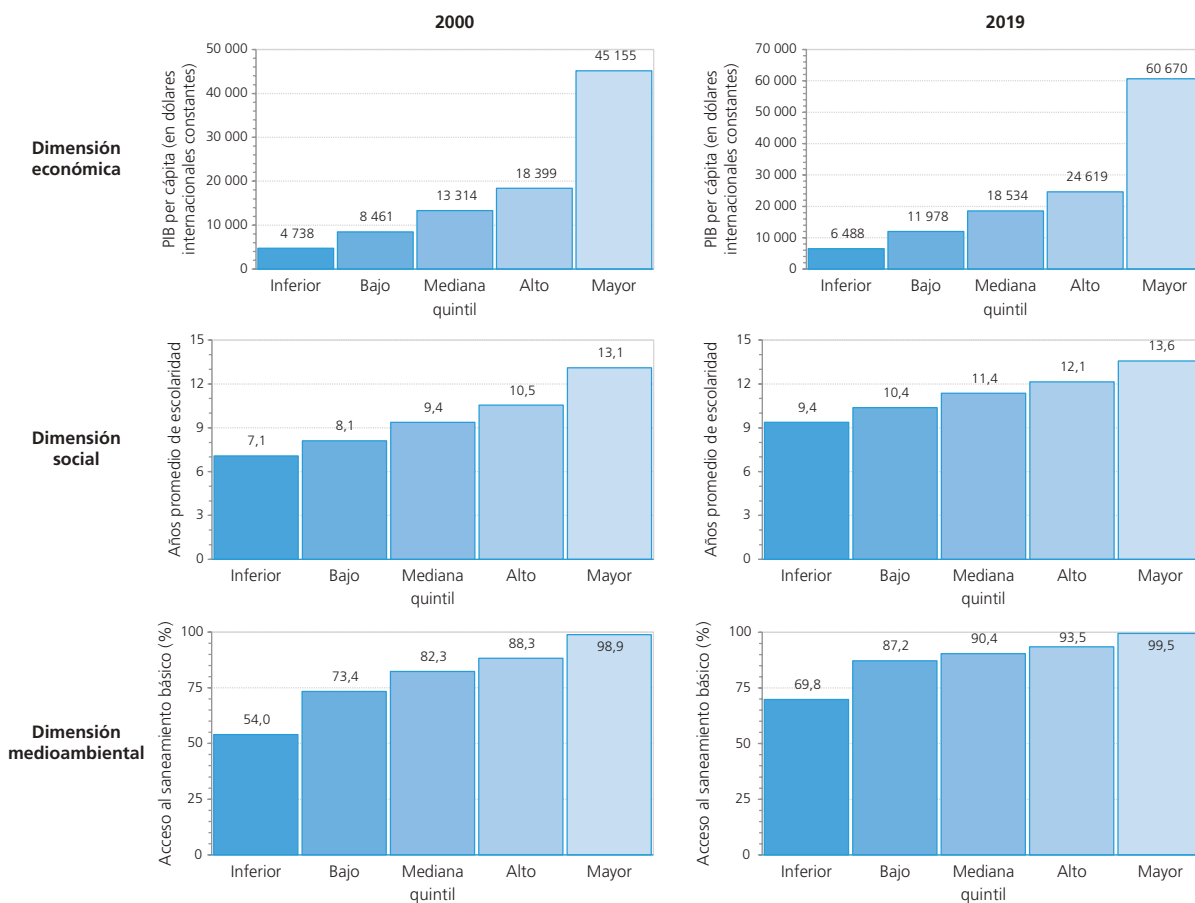 2000
2019
Dimensión
económica
PIB per cápita (en dólares
internacionales constantes)
50 000
40 000
30 000
20 000
10 000
0
4 738
8 461
13 314
18 399
45 155
Inferior
Bajo
Mediana
Alto
Mayor
quintil
PIB per cápita (en dólares
internacionales constantes)
70 000
60 000
50 000
40 000
30 000
20 000
10 000
0
6 488
11 978
18 534
24 619
60 670
Inferior
Bajo
Mediana
Alto
Mayor
quintil
Dimensión
social
Años promedio de escolaridad
15
12
9
6
3
0
7,1
8,1
9,4
10,5
13,1
Inferior
Bajo
Mediana
Alto
Mayor
quintil
Años promedio de escolaridad
15
12
9
6
3
0
9,4
10,4
11,4
12,1
13,6
Inferior
Bajo
Mediana
Alto
Mayor
quintil
Dimensión
medioambiental
Acceso al saneamiento básico (%)
100
75
50
25
0
54,0
73,4
82,3
88,3
98,9
Inferior
Bajo
Mediana
Alto
Mayor
quintil
Acceso al saneamiento básico (%)
100
75
50
25
0
69,8
87,2
90,4
93,5
99,5
Inferior
Bajo
Mediana
Alto
Mayor
quintil